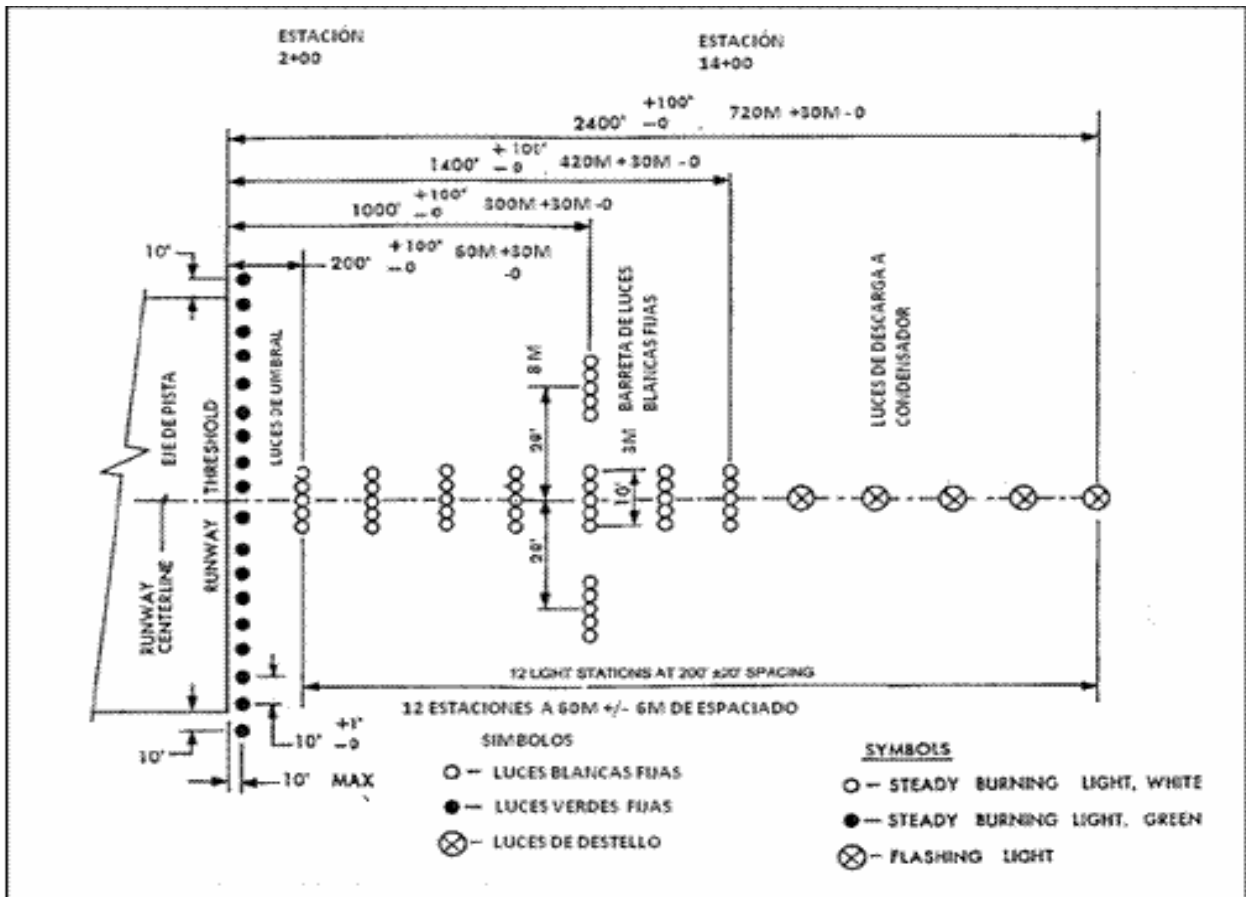 ESTACIÓN
2+00
ESTACIÓN
14+00
2400' +100' -0 720M +30M -0
1400' +100' -0 420M +30M -0
1000' +100' -0 300M +30M -0
200' +100' -0 60M +30M
-0
10'
EJE DE PISTA
RUNWAY
CENTERLINE
RUNWAY THRESHOLD
LUCES DE UMBRAL
8 M
29'
29'
3M
10'
BARRETA DE LUCES
BLANCAS FIJAS
LUCES DE DESCARGA A
CONDENSADOR
12 LIGHT STATIONS AT 200' ±20' SPACING
12 ESTACIONES A 60M +/- 6M DE ESPACIADO
10'
10' +1' -0
10' MAX
SIMBOLOS
– LUCES BLANCAS FIJAS
– LUCES VERDES FIJAS
– LUCES DE DESTELLO
SYMBOLS
– STEADY BURNING LIGHT, WHITE
– STEADY BURNING LIGHT, GREEN
– FLASHING LIGHT